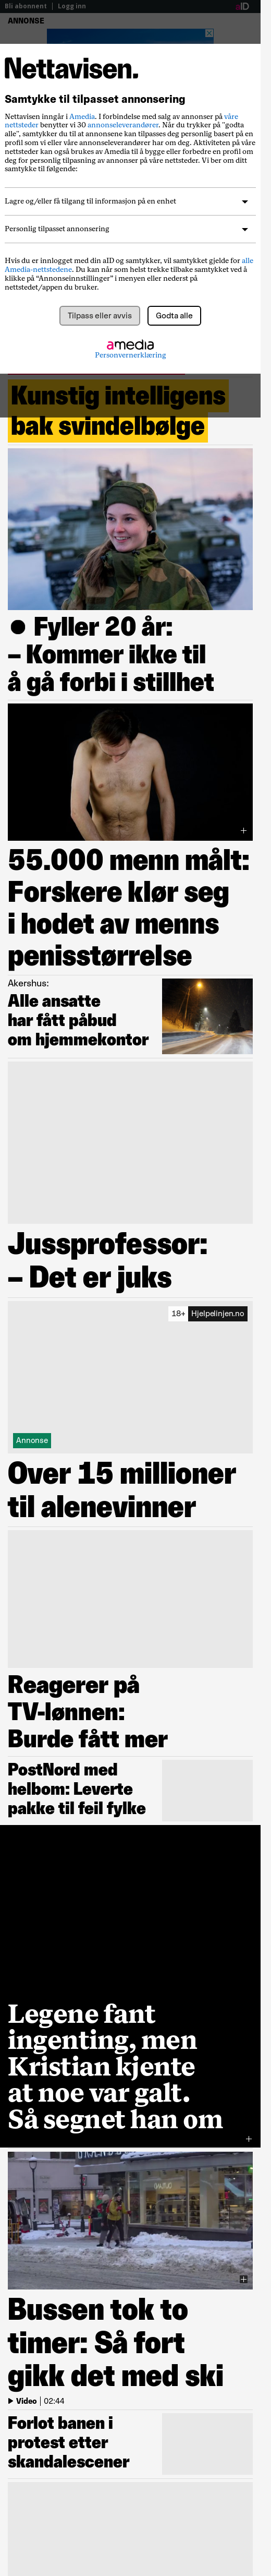 Bli abonnent | Logg inn
aID
ANNONSE
Nettavisen.
Samtykke til tilpasset annonsering
Nettavisen inngår i Amedia. I forbindelse med salg av annonser på våre
nettsteder benytter vi 30 annonseleverandører. Når du trykker på "godta
alle", samtykker du til at annonsene kan tilpasses deg personlig basert på en
profil som vi eller våre annonseleverandører har om deg. Aktiviteten på våre
nettsteder kan også brukes av Amedia til å bygge eller forbedre en profil om
deg for personlig tilpasning av annonser på våre nettsteder. Vi ber om ditt
samtykke til følgende:
Lagre og/eller få tilgang til informasjon på en enhet
Personlig tilpasset annonsering
Hvis du er innlogget med din aID og samtykker, vil samtykket gjelde for alle
Amedia-nettstedene. Du kan når som helst trekke tilbake samtykket ved å
klikke på “Annonseinnstillinger” i menyen eller nederst på
nettstedet/appen du bruker.
Tilpass eller avvis
Godta alle
amedia
Personvernerklæring
Kunstig intelligens
bak svindelbølge
● Fyller 20 år:
– Kommer ikke til
å gå forbi i stillhet
55.000 menn målt:
Forskere klør seg
i hodet av menns
penisstørrelse
Akershus:
Alle ansatte
har fått påbud
om hjemmekontor
Jussprofessor:
– Det er juks
18+ Hjelpelinjen.no
Annonse
Over 15 millioner
til alenevinner
Reagerer på
TV-lønnen:
Burde fått mer
PostNord med
helbom: Leverte
pakke til feil fylke
Legene fant
ingenting, men
Kristian kjente
at noe var galt.
Så segnet han om
Bussen tok to
timer: Så fort
gikk det med ski
Video | 02:44
Forlot banen i
protest etter
skandalescener